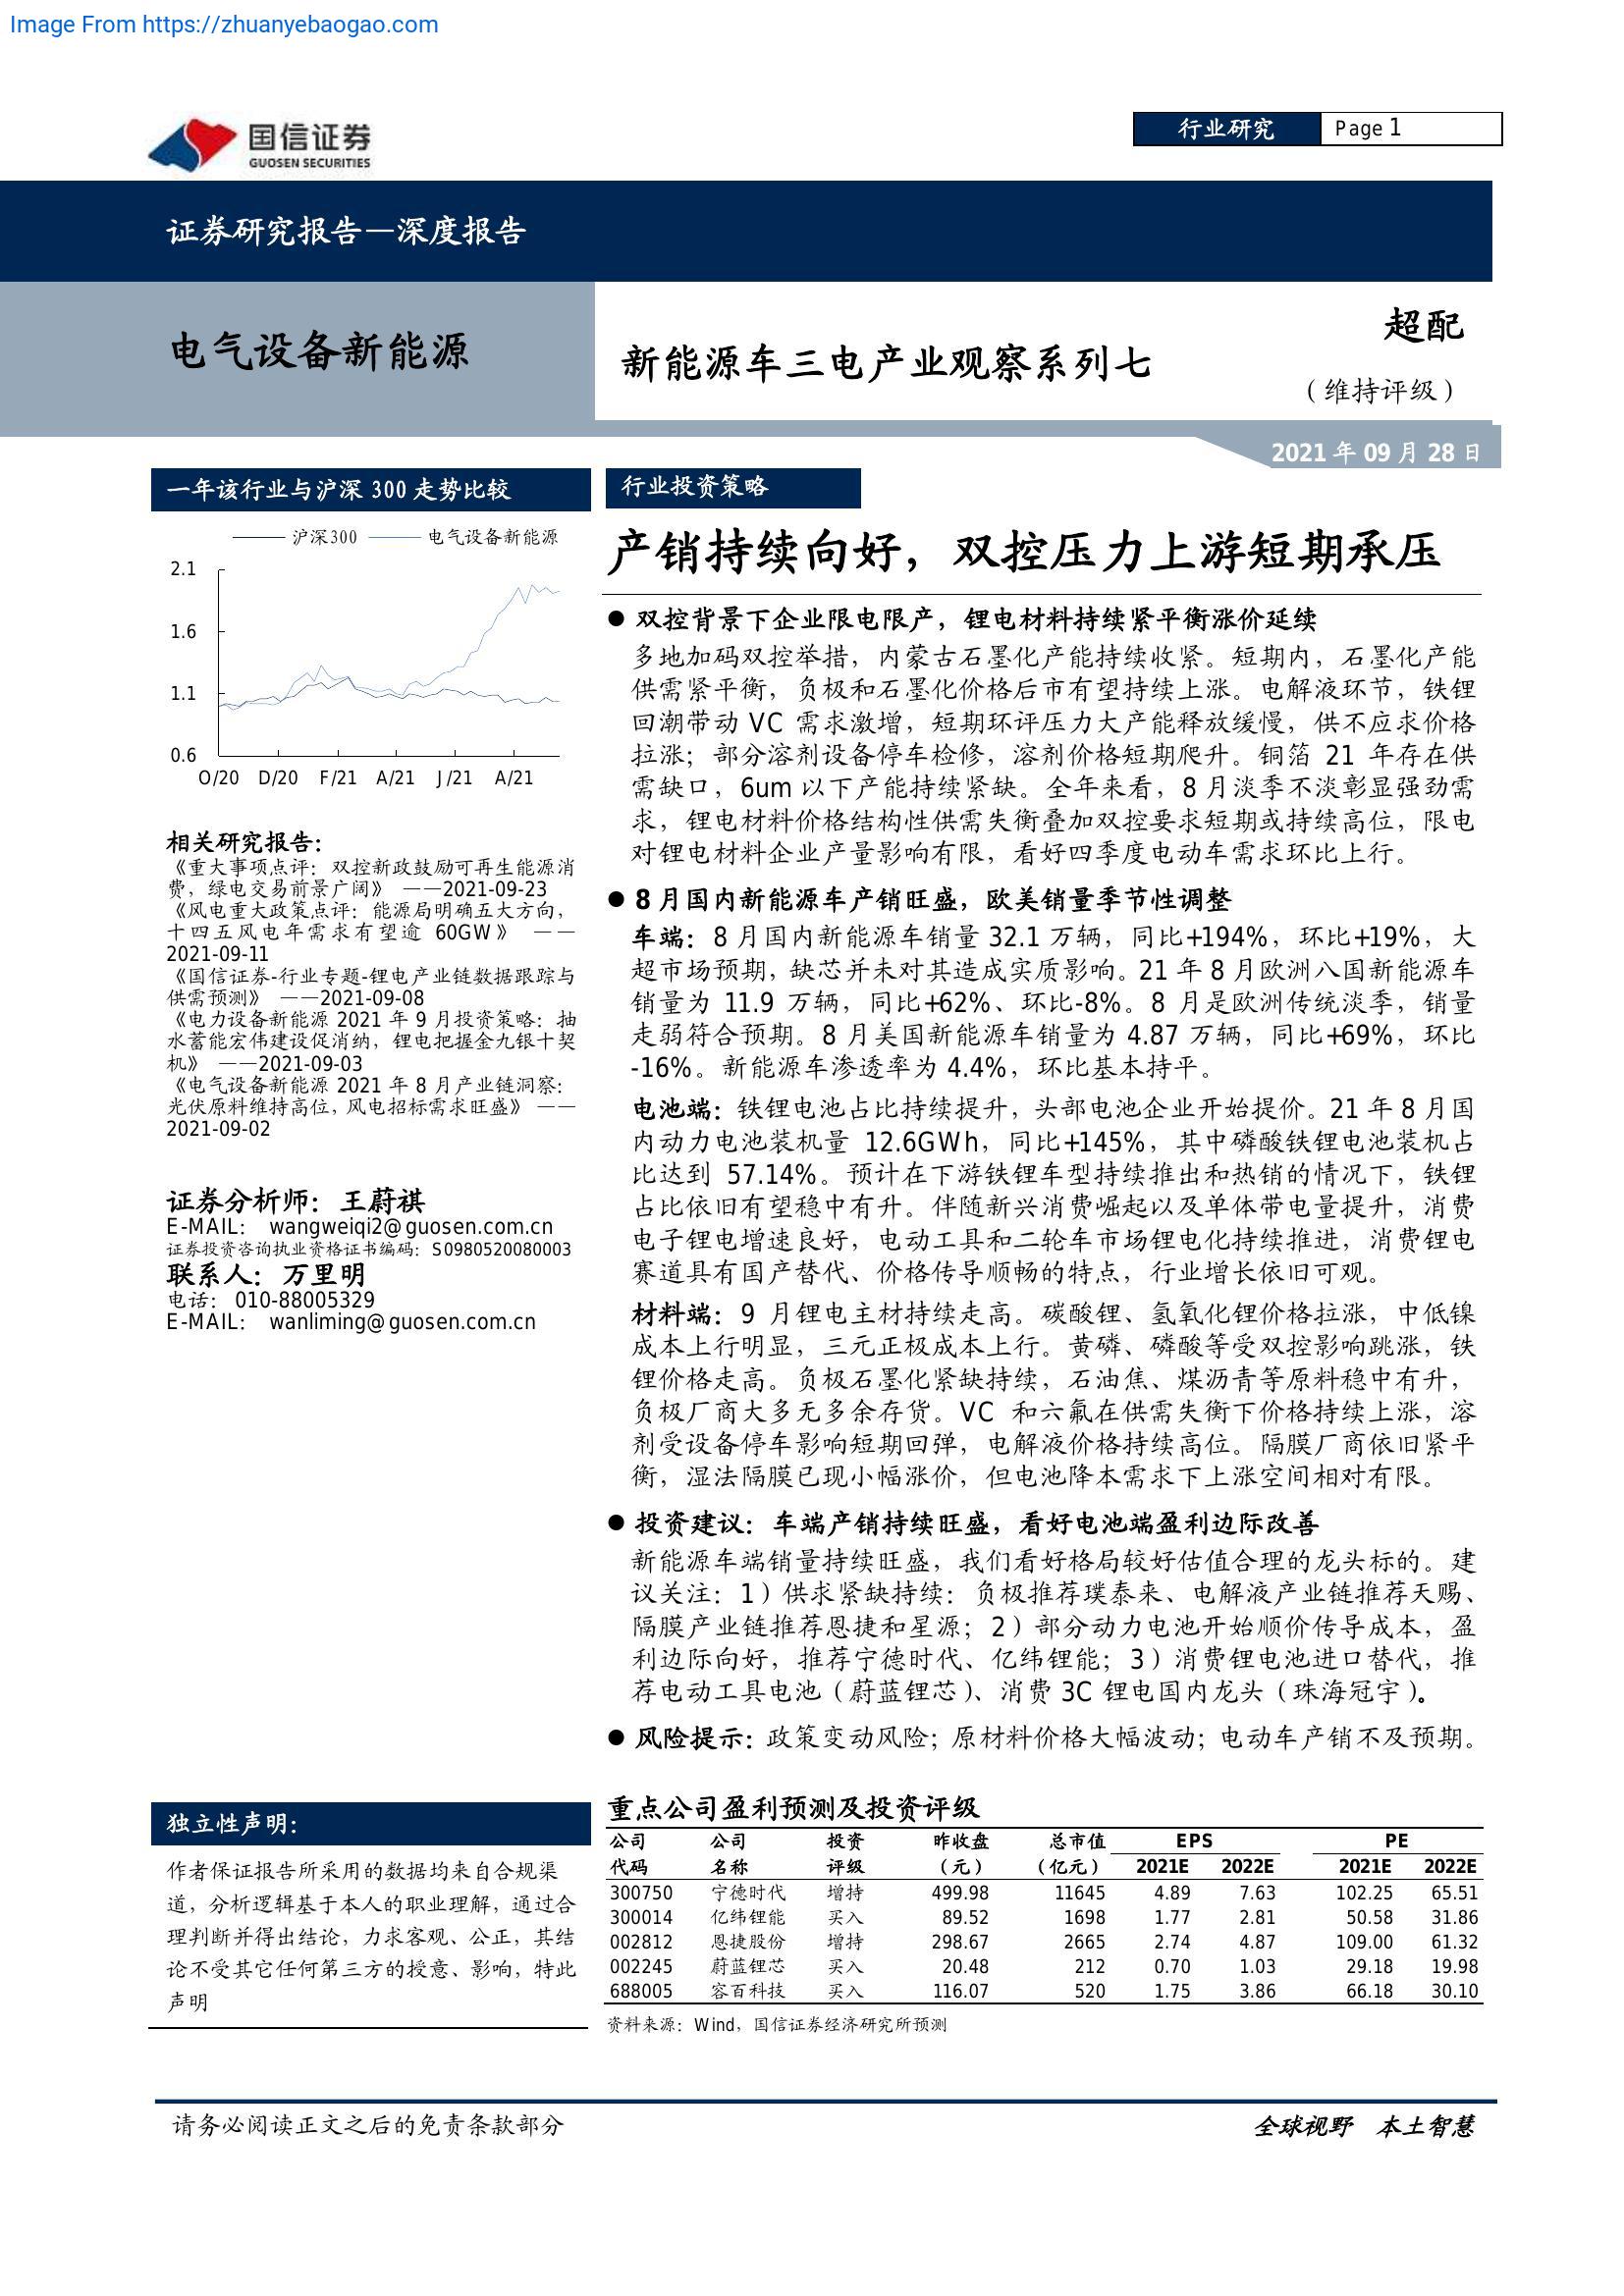 Image From https://zhuanyebaogao.com
国信证券
GUOSEN SECURITIES
行业研究
Page 1
证券研究报告—深度报告
电气设备新能源
新能源车三电产业观察系列七
超配
（维持评级）
2021 年 09 月 28 日
一年该行业与沪深 300 走势比较
沪深300 电气设备新能源
2.1
1.6
1.1
0.6
O/20 D/20 F/21 A/21 J/21 A/21
相关研究报告：
《重大事项点评：双控新政鼓励可再生能源消
费，绿电交易前景广阔》 ——2021-09-23
《风电重大政策点评：能源局明确五大方向，
十四五风电年需求有望逾 60GW》 ——
2021-09-11
《国信证券-行业专题-锂电产业链数据跟踪与
供需预测》 ——2021-09-08
《电力设备新能源 2021 年 9 月投资策略：抽
水蓄能宏伟建设促消纳，锂电把握金九银十契
机》 ——2021-09-03
《电气设备新能源 2021 年 8 月产业链洞察：
光伏原料维持高位，风电招标需求旺盛》 ——
2021-09-02
证券分析师：王蔚祺
E-MAIL： wangweiqi2@guosen.com.cn
证券投资咨询执业资格证书编码：S0980520080003
联系人：万里明
电话： 010-88005329
E-MAIL： wanliming@guosen.com.cn
独立性声明：
作者保证报告所采用的数据均来自合规渠
道，分析逻辑基于本人的职业理解，通过合
理判断并得出结论，力求客观、公正，其结
论不受其它任何第三方的授意、影响，特此
声明
行业投资策略
产销持续向好，双控压力上游短期承压
● 双控背景下企业限电限产，锂电材料持续紧平衡涨价延续
多地加码双控举措，内蒙古石墨化产能持续收紧。短期内，石墨化产能
供需紧平衡，负极和石墨化价格后市有望持续上涨。电解液环节，铁锂
回潮带动 VC 需求激增，短期环评压力大产能释放缓慢，供不应求价格
拉涨；部分溶剂设备停车检修，溶剂价格短期爬升。铜箔 21 年存在供
需缺口，6um 以下产能持续紧缺。全年来看，8 月淡季不淡彰显强劲需
求，锂电材料价格结构性供需失衡叠加双控要求短期或持续高位，限电
对锂电材料企业产量影响有限，看好四季度电动车需求环比上行。
● 8 月国内新能源车产销旺盛，欧美销量季节性调整
车端：8 月国内新能源车销量 32.1 万辆，同比+194%，环比+19%，大
超市场预期，缺芯并未对其造成实质影响。21 年 8 月欧洲八国新能源车
销量为 11.9 万辆，同比+62%、环比-8%。8 月是欧洲传统淡季，销量
走弱符合预期。8 月美国新能源车销量为 4.87 万辆，同比+69%，环比
-16%。新能源车渗透率为 4.4%，环比基本持平。
电池端：铁锂电池占比持续提升，头部电池企业开始提价。21 年 8 月国
内动力电池装机量 12.6GWh，同比+145%，其中磷酸铁锂电池装机占
比达到 57.14%。预计在下游铁锂车型持续推出和热销的情况下，铁锂
占比依旧有望稳中有升。伴随新兴消费崛起以及单体带电量提升，消费
电子锂电增速良好，电动工具和二轮车市场锂电化持续推进，消费锂电
赛道具有国产替代、价格传导顺畅的特点，行业增长依旧可观。
材料端：9 月锂电主材持续走高。碳酸锂、氢氧化锂价格拉涨，中低镍
成本上行明显，三元正极成本上行。黄磷、磷酸等受双控影响跳涨，铁
锂价格走高。负极石墨化紧缺持续，石油焦、煤沥青等原料稳中有升，
负极厂商大多无多余存货。VC 和六氟在供需失衡下价格持续上涨，溶
剂受设备停车影响短期回弹，电解液价格持续高位。隔膜厂商依旧紧平
衡，湿法隔膜已现小幅涨价，但电池降本需求下上涨空间相对有限。
● 投资建议：车端产销持续旺盛，看好电池端盈利边际改善
新能源车端销量持续旺盛，我们看好格局较好估值合理的龙头标的。建
议关注：1）供求紧缺持续：负极推荐璞泰来、电解液产业链推荐天赐、
隔膜产业链推荐恩捷和星源；2）部分动力电池开始顺价传导成本，盈
利边际向好，推荐宁德时代、亿纬锂能；3）消费锂电池进口替代，推
荐电动工具电池（蔚蓝锂芯）、消费 3C 锂电国内龙头（珠海冠宇）。
● 风险提示：政策变动风险；原材料价格大幅波动；电动车产销不及预期。
重点公司盈利预测及投资评级
公司 公司 投资 昨收盘 总市值 EPS PE
代码 名称 评级 （元） （亿元） 2021E 2022E 2021E 2022E
300750 宁德时代 增持 499.98 11645 4.89 7.63 102.25 65.51
300014 亿纬锂能 买入 89.52 1698 1.77 2.81 50.58 31.86
002812 恩捷股份 增持 298.67 2665 2.74 4.87 109.00 61.32
002245 蔚蓝锂芯 买入 20.48 212 0.70 1.03 29.18 19.98
688005 容百科技 买入 116.07 520 1.75 3.86 66.18 30.10
资料来源：Wind，国信证券经济研究所预测
请务必阅读正文之后的免责条款部分
全球视野 本土智慧